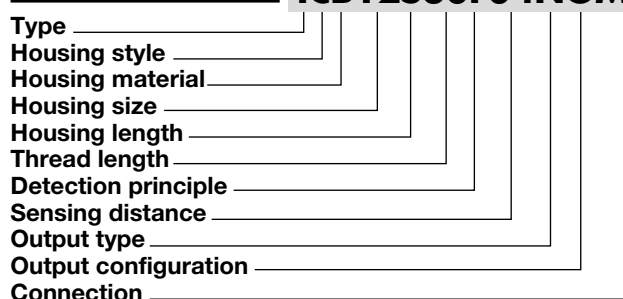 Type
Housing style
Housing material
Housing size
Housing length
Thread length
Detection principle
Sensing distance
Output type
Output configuration
Connection